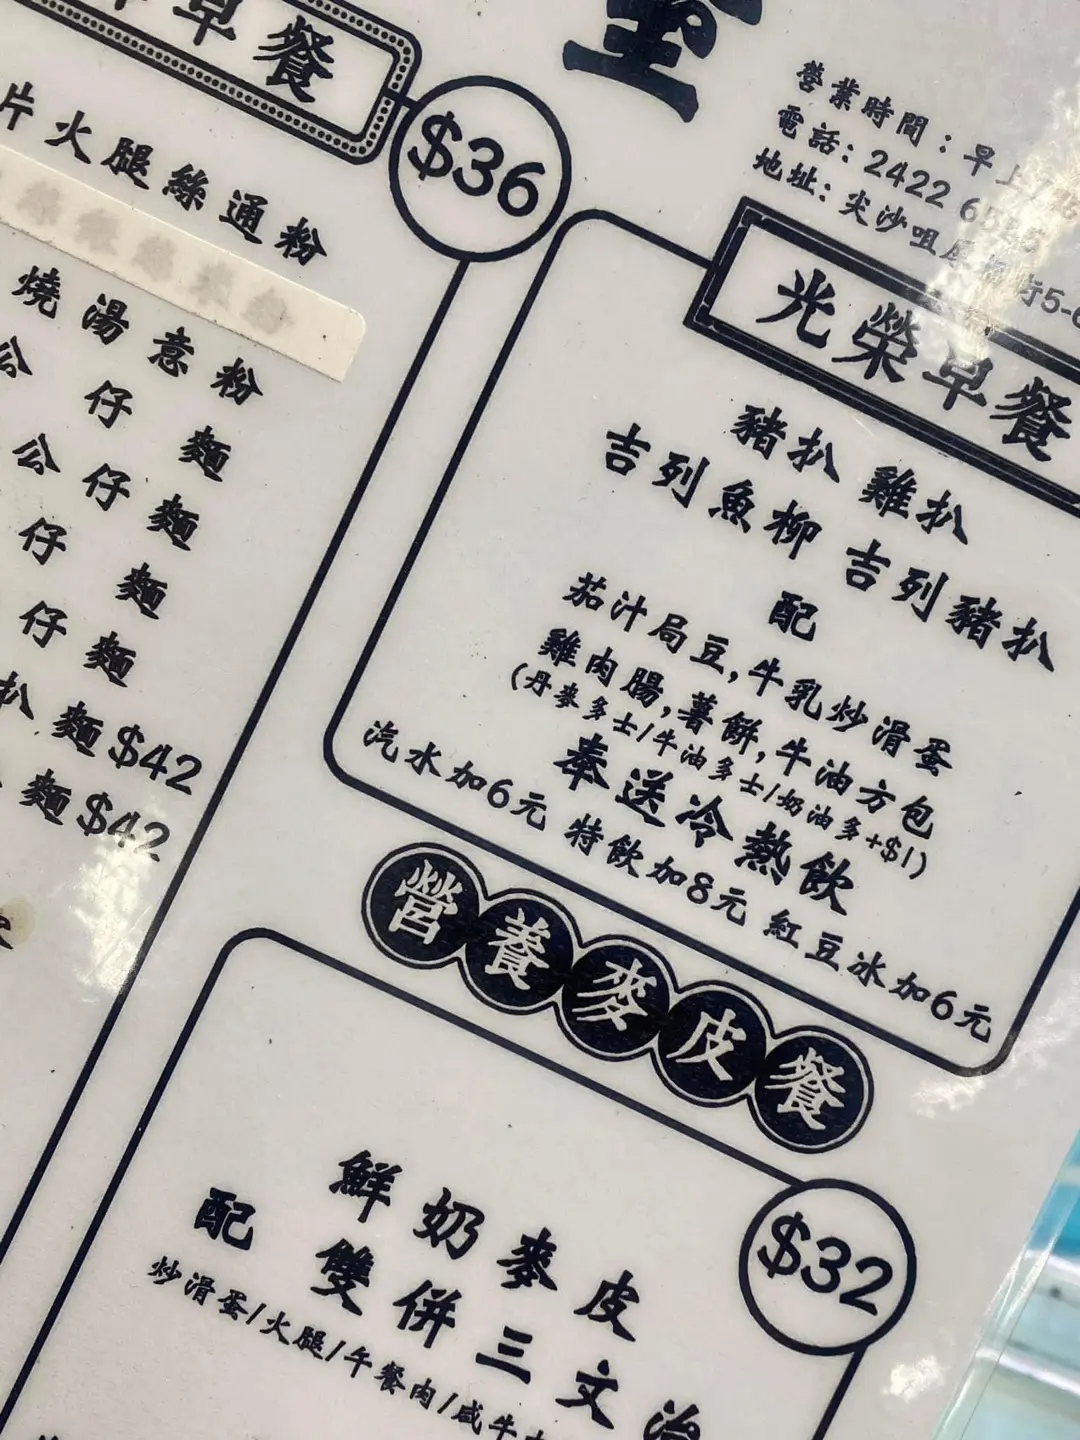 早餐
$36
片火腿絲通粉
燒湯意粉
公仔麵
公仔麵
仔麵
仔麵
扒麵$42
麵$42
營業時間：早上
電話：2422
地址：尖沙咀
光榮早餐
豬扒 雞扒
吉列魚柳 吉列豬扒
配
茄汁局豆,牛乳炒滑蛋
雞肉腸,薯餅,牛油方包
(丹麥多士/牛油多士/奶油多+$1)
奉送冷熱飲
汽水加6元 特飲加8元 紅豆冰加6元
營養麥皮餐
$32
鮮奶麥皮
配 雙併三文治
炒滑蛋/火腿/午餐肉/咸牛